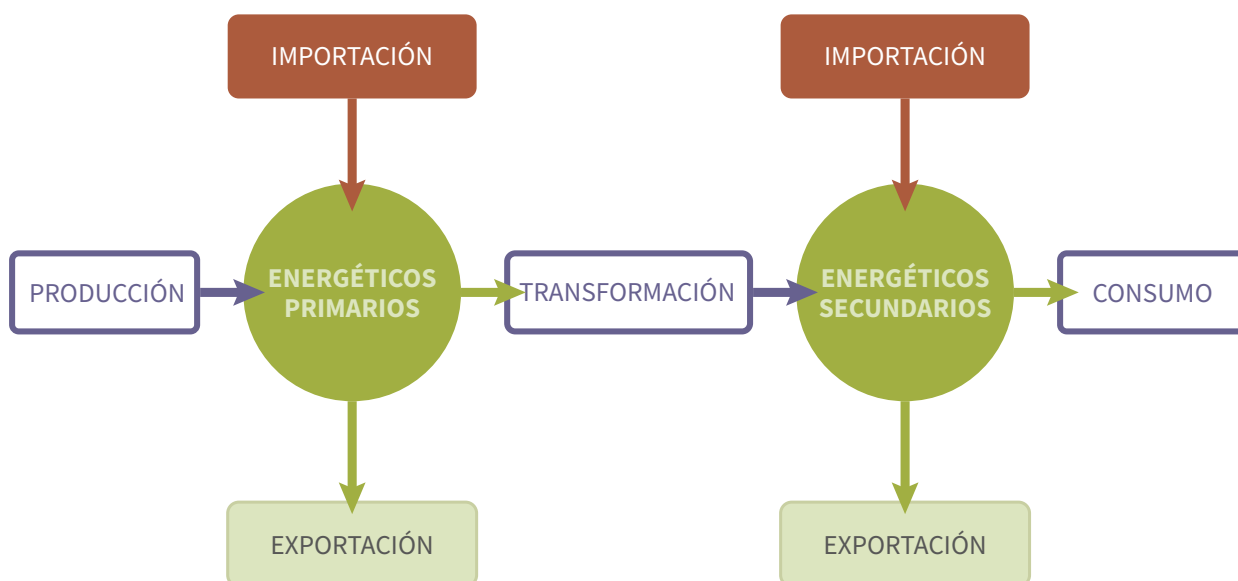 IMPORTACIÓN
IMPORTACIÓN
PRODUCCIÓN
ENERGÉTICOS
PRIMARIOS
TRANSFORMACIÓN
ENERGÉTICOS
SECUNDARIOS
CONSUMO
EXPORTACIÓN
EXPORTACIÓN